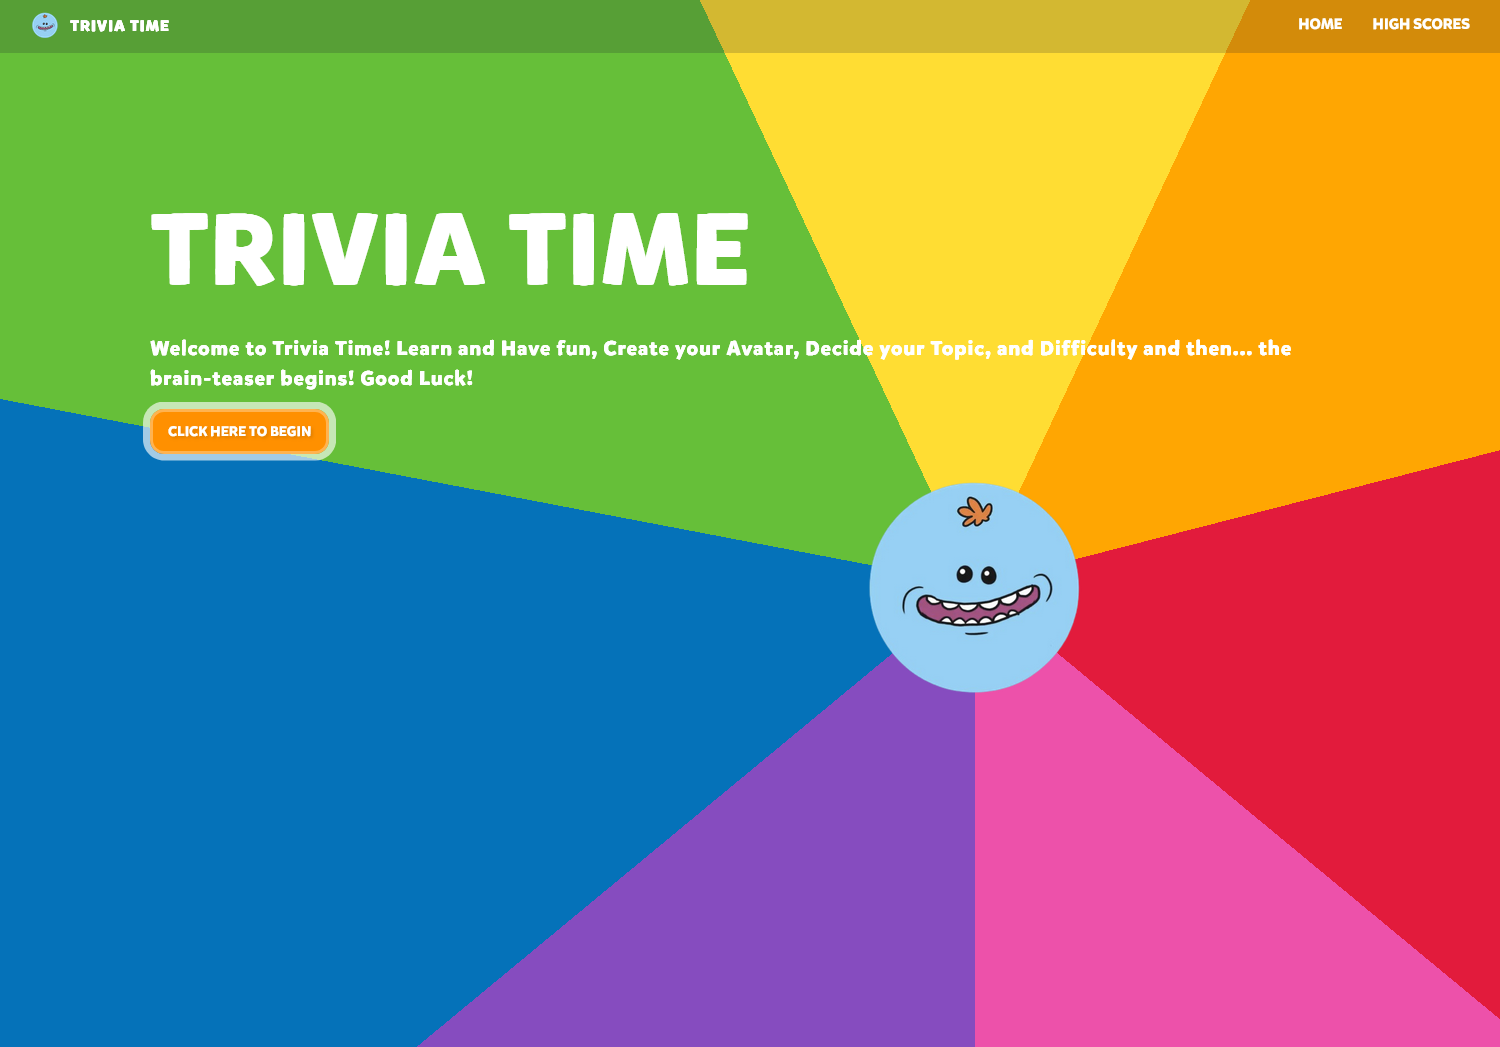 TRIVIA TIME
HOME
HIGH SCORES
TRIVIA TIME
Welcome to Trivia Time! Learn and Have fun, Create your Avatar, Decide your Topic, and Difficulty and then... the
brain-teaser begins! Good Luck!
CLICK HERE TO BEGIN